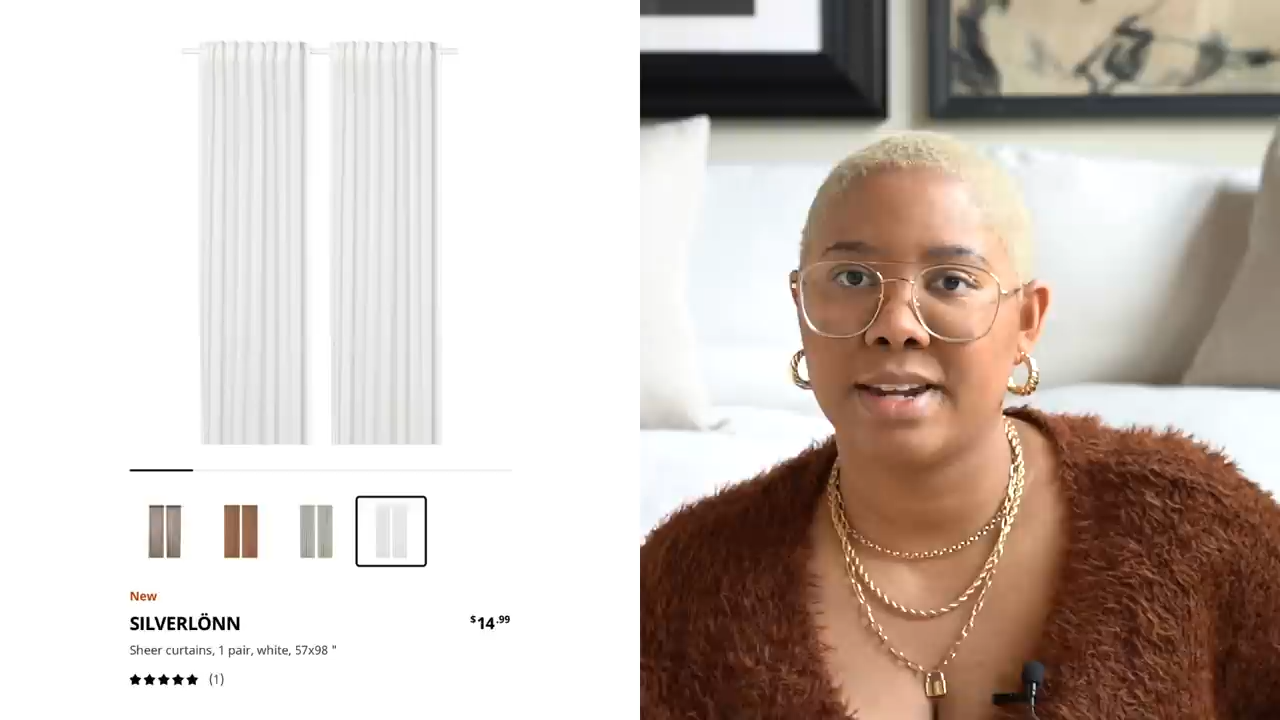 New
SILVERLÖNN
$14.99
Sheer curtains, 1 pair, white, 57x98 "
(1)